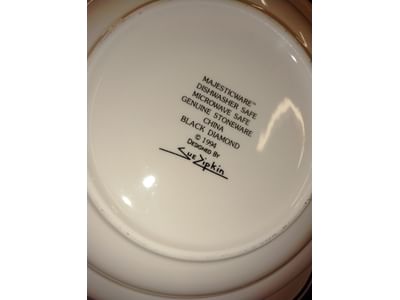 MAJESTICWARE™
DISHWASHER SAFE
MICROWAVE SAFE
GENUINE STONEWARE
CHINA
BLACK DIAMOND
© 1994
DESIGNED BY
Sue Zipkin